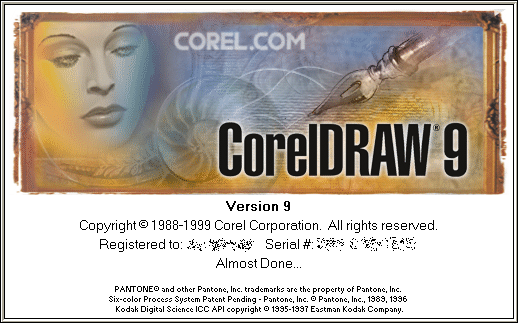 COREL.COM
CorelDRAW® 9
Version 9
Copyright © 1988-1999 Corel Corporation. All rights reserved.
Registered to: Serial #:
Almost Done...
PANTONE© and other Pantone, Inc. trademarks are the property of Pantone, Inc.
Six-color Process System Patent Pending - Pantone, Inc. © Pantone, Inc., 1989, 1996
Kodak Digital Science ICC API copyright © 1995-1997 Eastman Kodak Company.